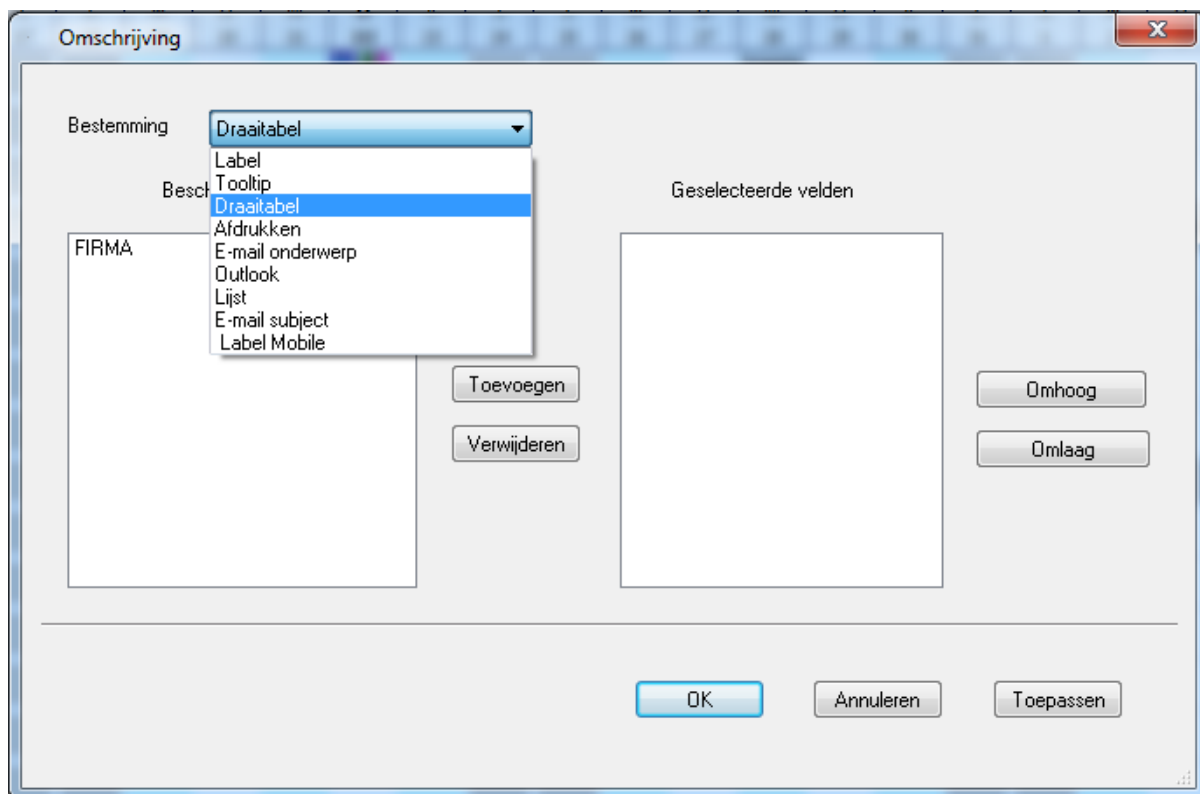 Omschrijving
Bestemming
Draaitabel
Label
Tooltip
Draaitabel
Afdrukken
E-mail onderwerp
Outlook
Lijst
E-mail subject
Label Mobile
Besch
Geselecteerde velden
FIRMA
Toevoegen
Verwijderen
Omhoog
Omlaag
OK
Annuleren
Toepassen